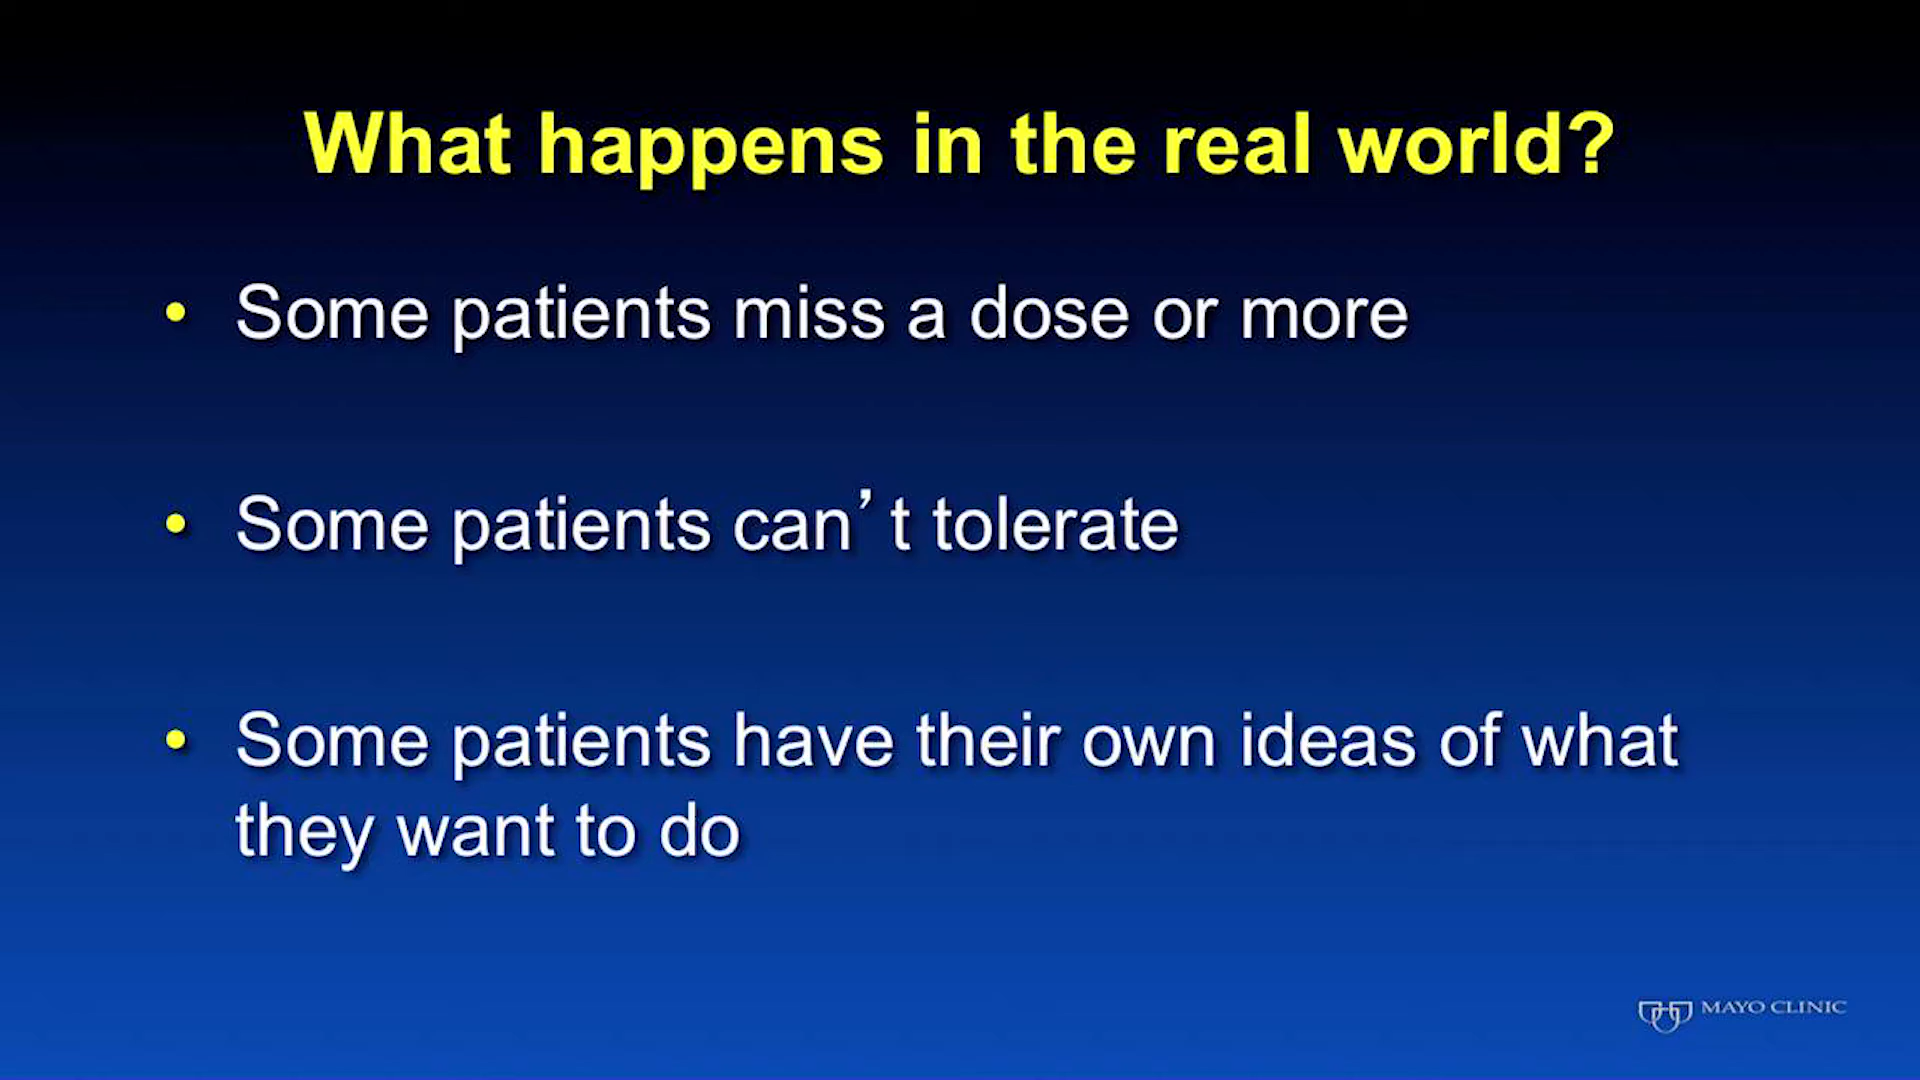 What happens in the real world?
• Some patients miss a dose or more
• Some patients can’t tolerate
• Some patients have their own ideas of what
they want to do
MAYO CLINIC